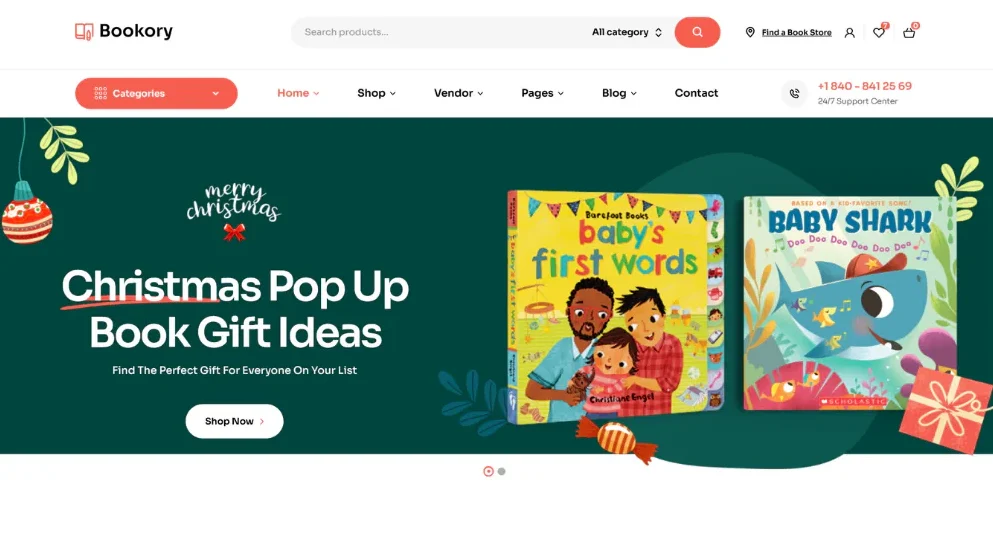 Bookory
Search products...
All category
Find a Book Store
7
0
Categories
Home
Shop
Vendor
Pages
Blog
Contact
+1 840 - 841 25 69
24/7 Support Center
merry
christmas
Christmas Pop Up
Book Gift Ideas
Find The Perfect Gift For Everyone On Your List
Shop Now
Barefoot Books
baby's
first words
Christiane Engel
BASED ON A KID-FAVORITE SONG!
BABY SHARK
Doo Doo Doo Doo Doo Doo
SCHOLASTIC